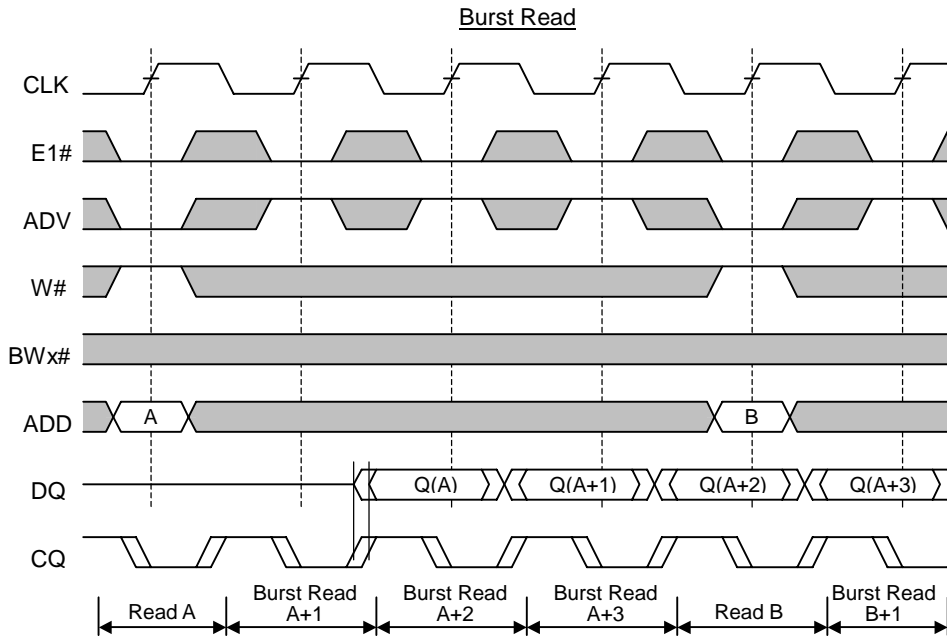 Burst Read
CLK
E1#
ADV
W#
BWx#
ADD
A
B
DQ
Q(A)
Q(A+1)
Q(A+2)
Q(A+3)
CQ
Read A
Burst Read
A+1
Burst Read
A+2
Burst Read
A+3
Read B
Burst Read
B+1